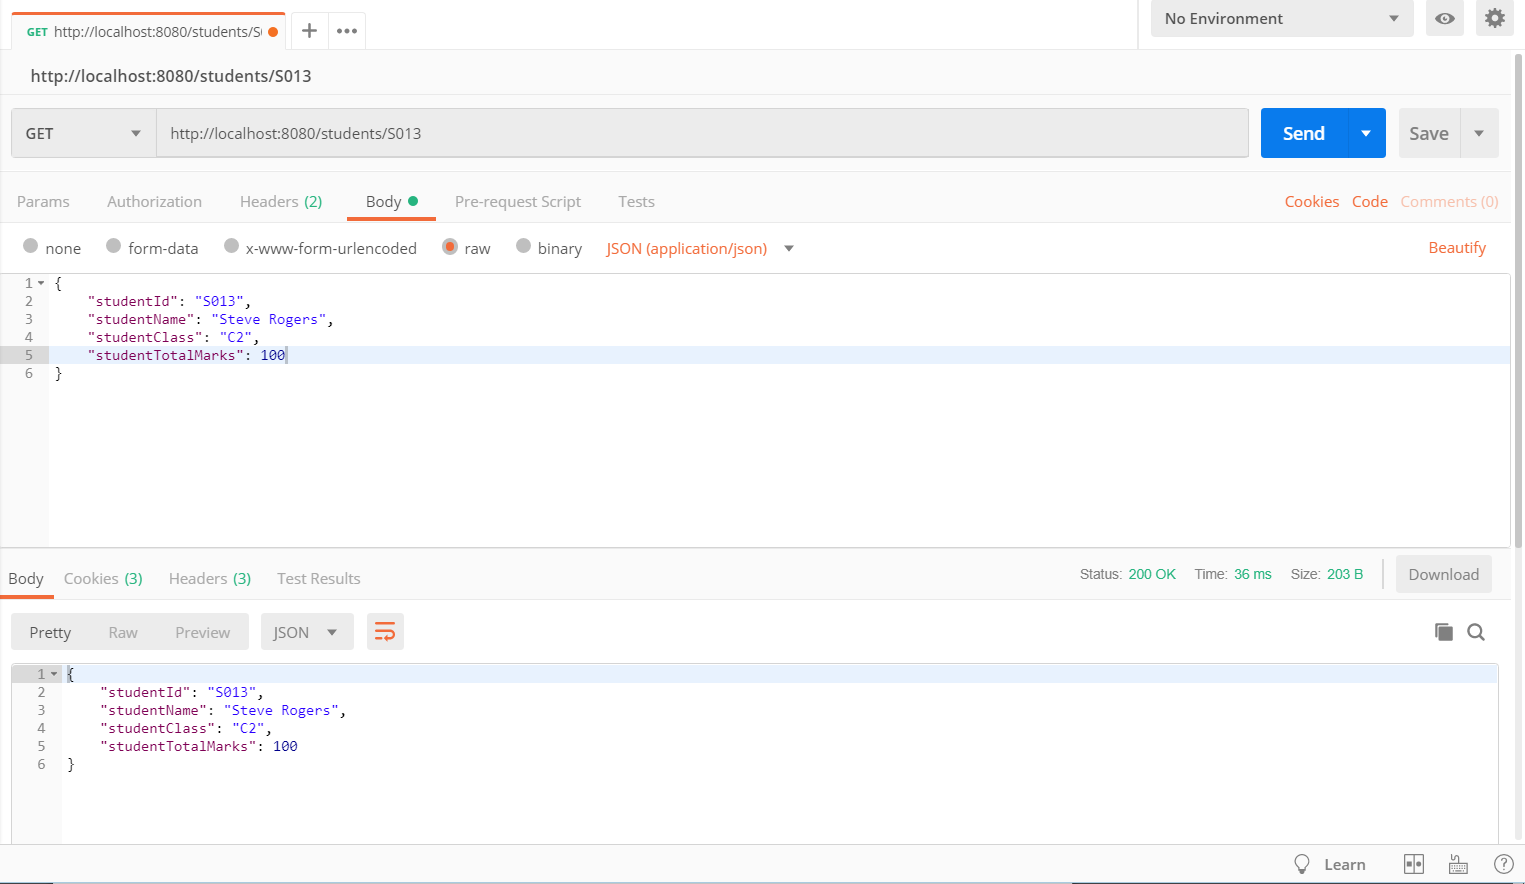 GET http://localhost:8080/students/S
No Environment
http://localhost:8080/students/S013
GET http://localhost:8080/students/S013 Send Save
Params Authorization Headers (2) Body Pre-request Script Tests Cookies Code Comments (0)
none form-data x-www-form-urlencoded raw binary JSON (application/json) Beautify
1 {
2 "studentId": "S013",
3 "studentName": "Steve Rogers",
4 "studentClass": "C2",
5 "studentTotalMarks": 100
6 }
Body Cookies (3) Headers (3) Test Results Status: 200 OK Time: 36 ms Size: 203 B Download
Pretty Raw Preview JSON
1 {
2 "studentId": "S013",
3 "studentName": "Steve Rogers",
4 "studentClass": "C2",
5 "studentTotalMarks": 100
6 }
Learn